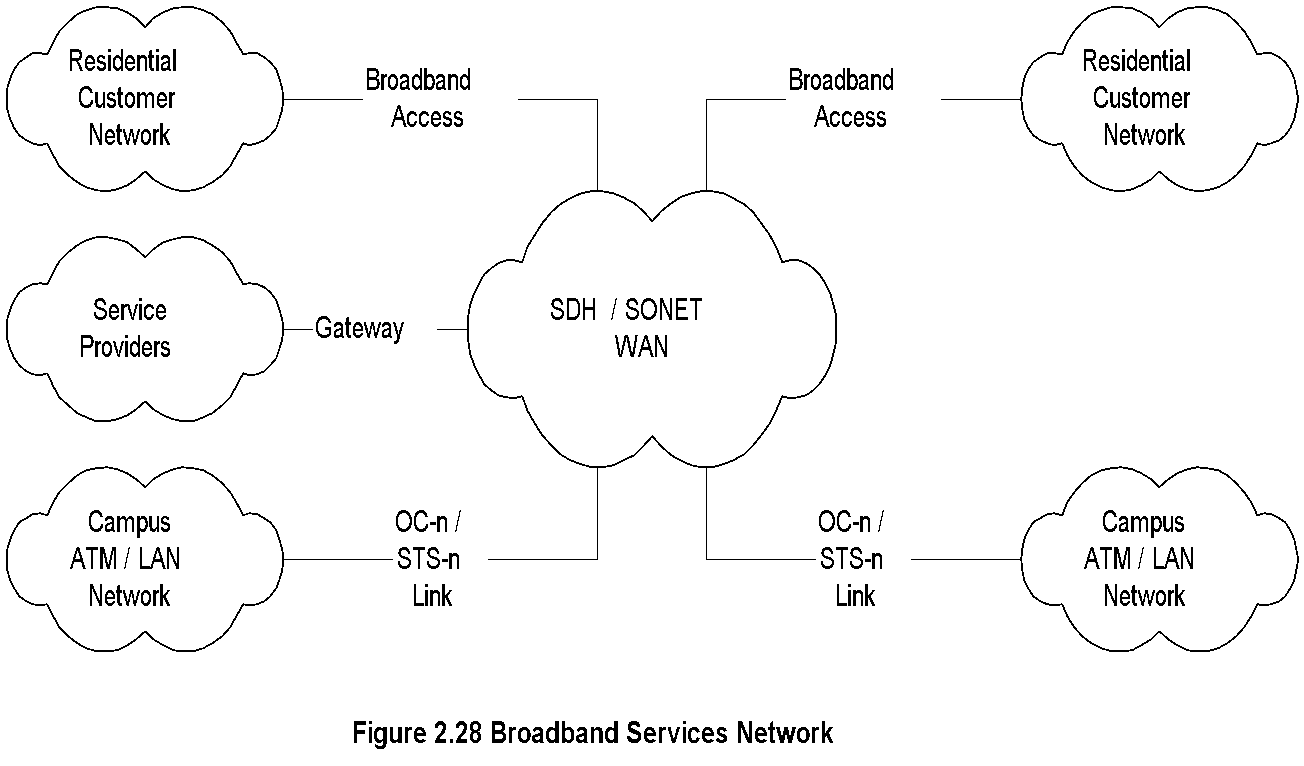 Residential
Customer
Network
Broadband
Access
Broadband
Access
Residential
Customer
Network
Service
Providers
Gateway
SDH / SONET
WAN
Campus
ATM / LAN
Network
OC-n /
STS-n
Link
OC-n /
STS-n
Link
Campus
ATM / LAN
Network
Figure 2.28 Broadband Services Network